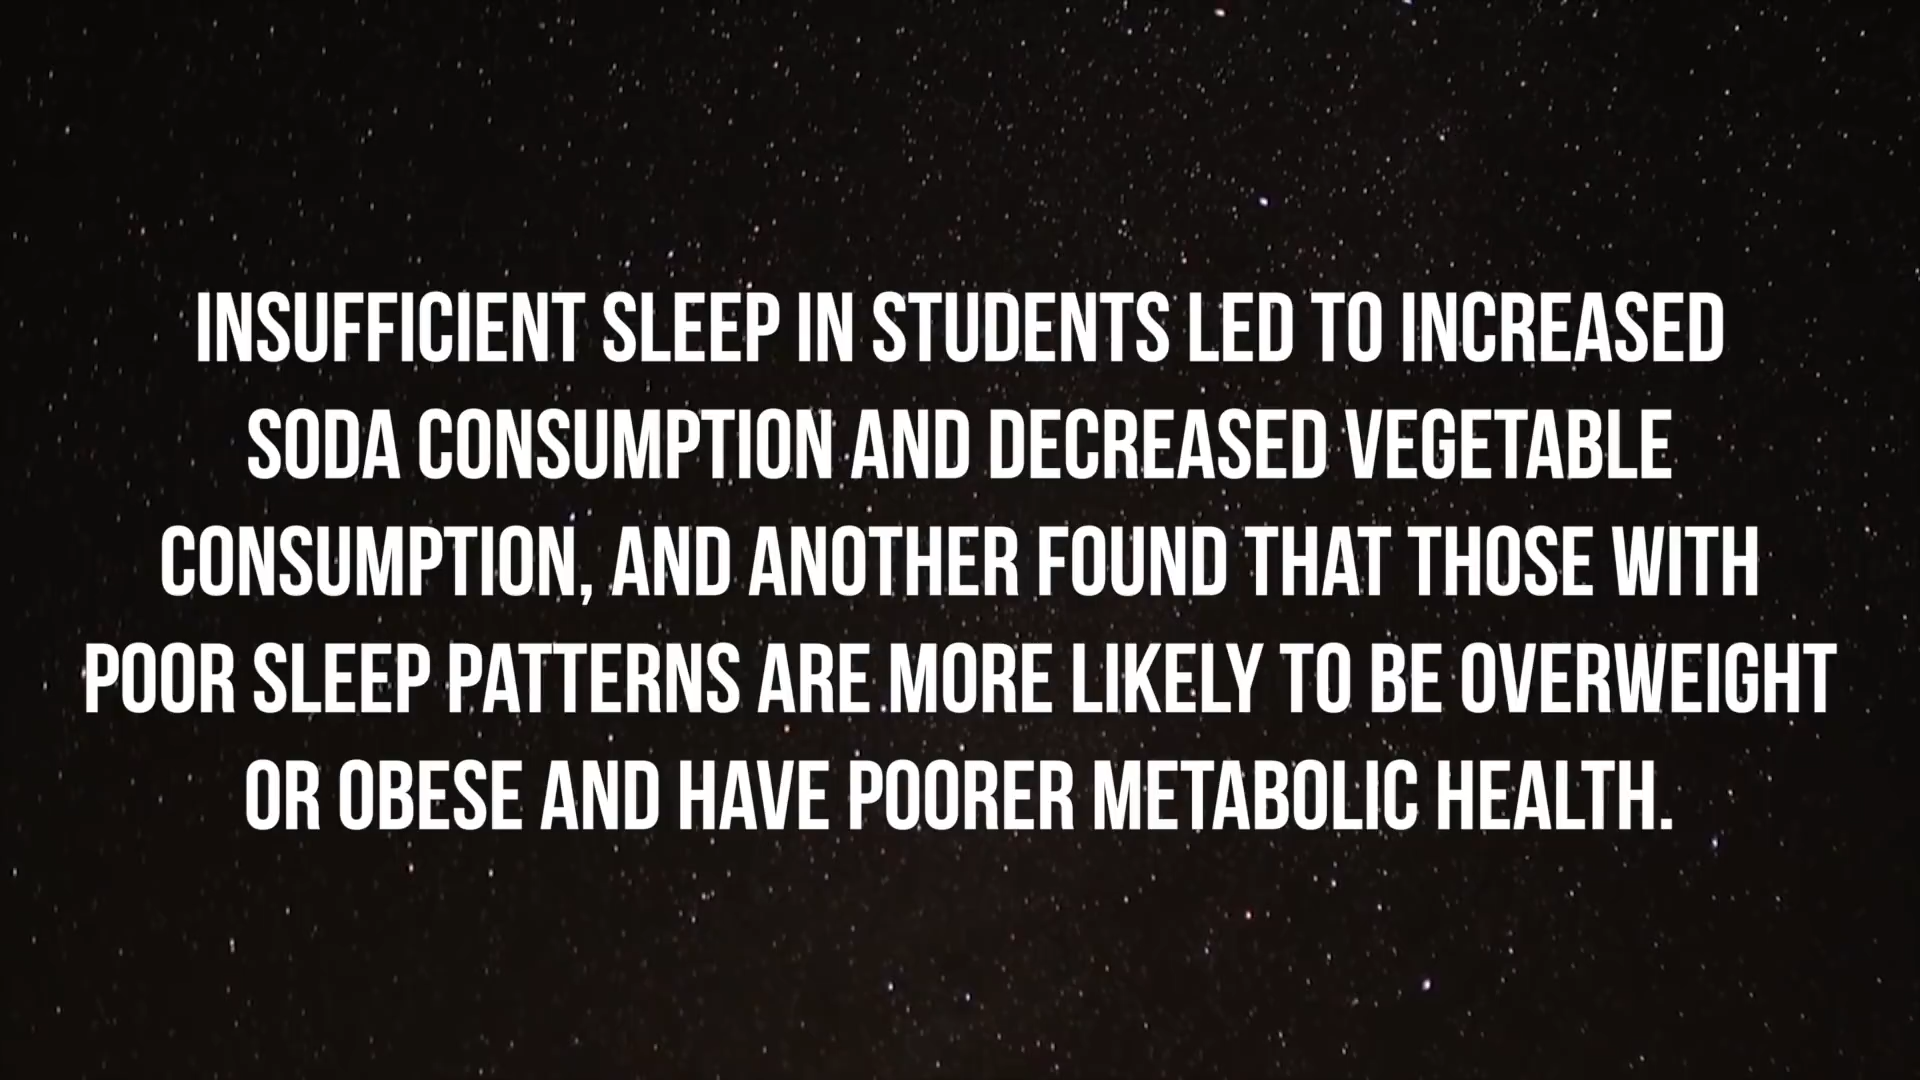 INSUFFICIENT SLEEP IN STUDENTS LED TO INCREASED
SODA CONSUMPTION AND DECREASED VEGETABLE
CONSUMPTION, AND ANOTHER FOUND THAT THOSE WITH
POOR SLEEP PATTERNS ARE MORE LIKELY TO BE OVERWEIGHT
OR OBESE AND HAVE POORER METABOLIC HEALTH.